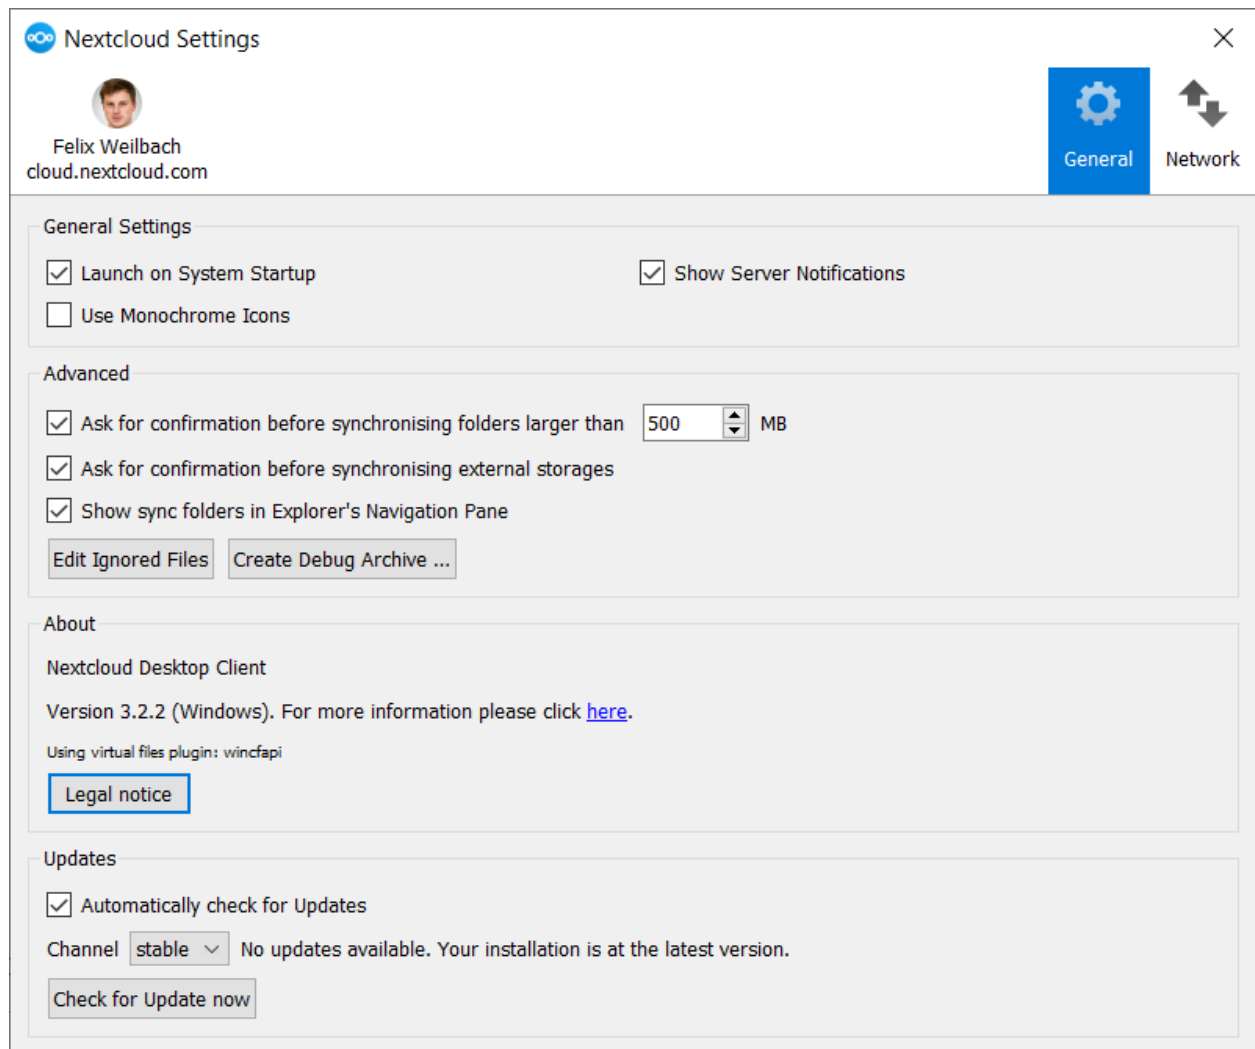 Nextcloud Settings
Felix Weilbach
cloud.nextcloud.com
General
Network
General Settings
Launch on System Startup
Show Server Notifications
Use Monochrome Icons
Advanced
Ask for confirmation before synchronising folders larger than 500 MB
Ask for confirmation before synchronising external storages
Show sync folders in Explorer's Navigation Pane
Edit Ignored Files
Create Debug Archive ...
About
Nextcloud Desktop Client
Version 3.2.2 (Windows). For more information please click here.
Using virtual files plugin: wincfapi
Legal notice
Updates
Automatically check for Updates
Channel stable No updates available. Your installation is at the latest version.
Check for Update now